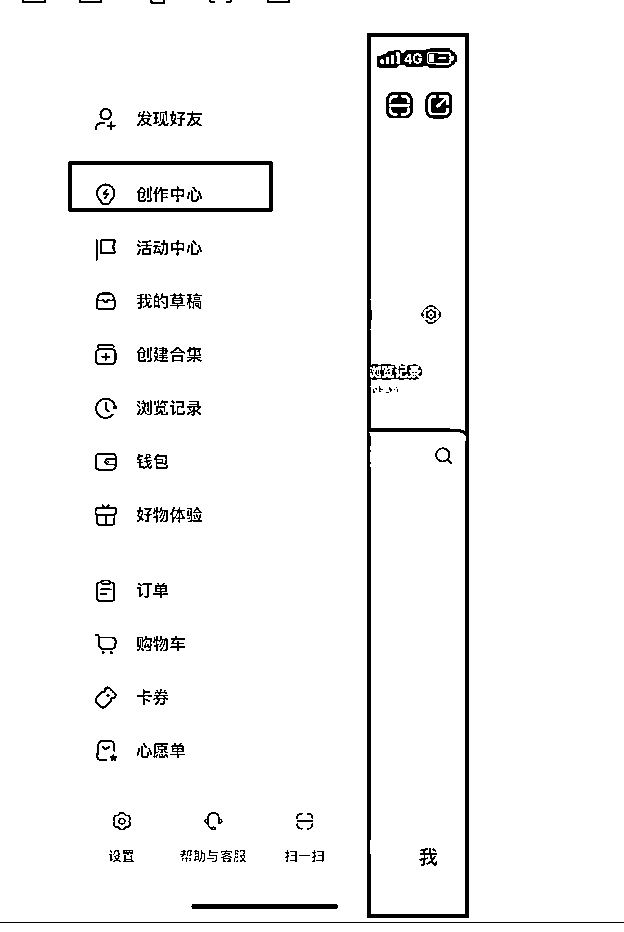 4G
发现好友
创作中心
活动中心
我的草稿
创建合集
浏览记录
浏览记录
钱包
好物体验
订单
购物车
卡券
心愿单
设置
帮助与客服
扫一扫
我